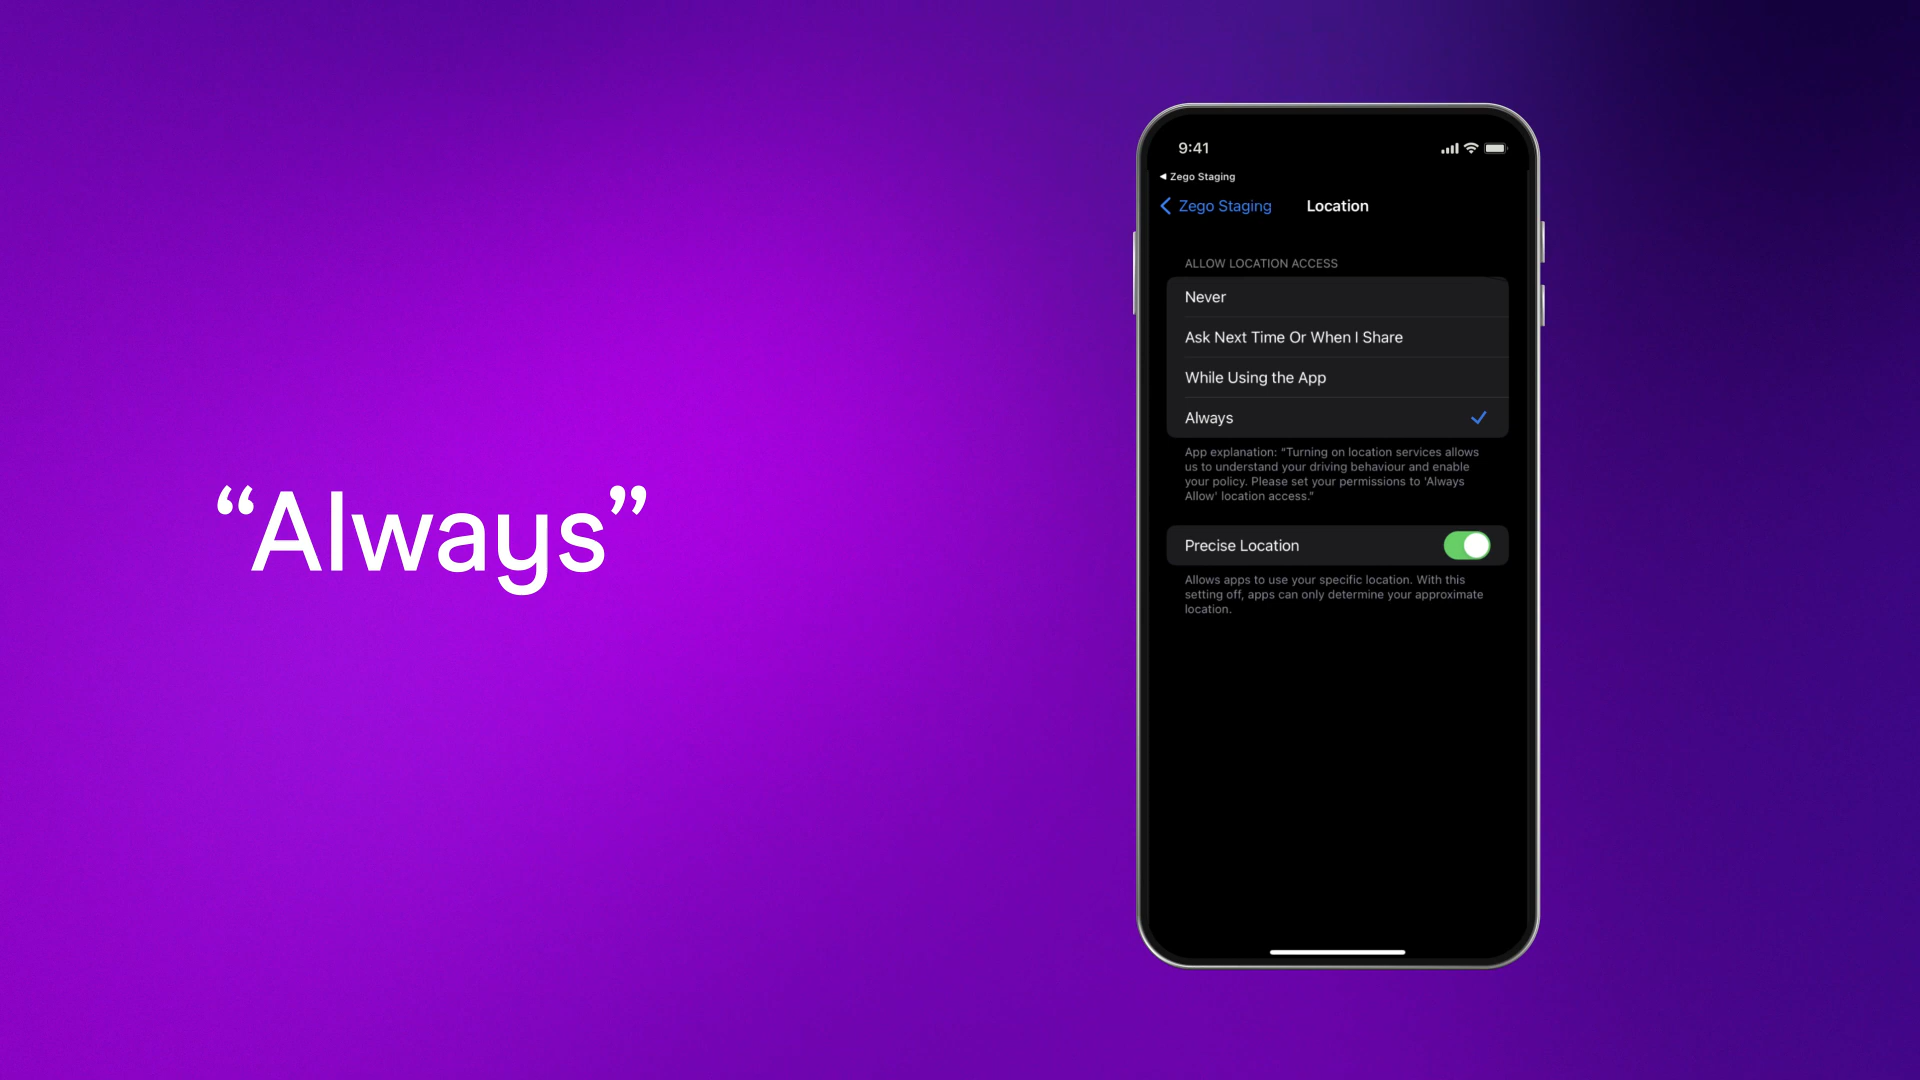 “Always”
9:41
◀ Zego Staging
Zego Staging
Location
ALLOW LOCATION ACCESS
Never
Ask Next Time Or When I Share
While Using the App
Always
App explanation: “Turning on location services allows
us to understand your driving behaviour and enable
your policy. Please set your permissions to 'Always
Allow' location access.”
Precise Location
Allows apps to use your specific location. With this
setting off, apps can only determine your approximate
location.